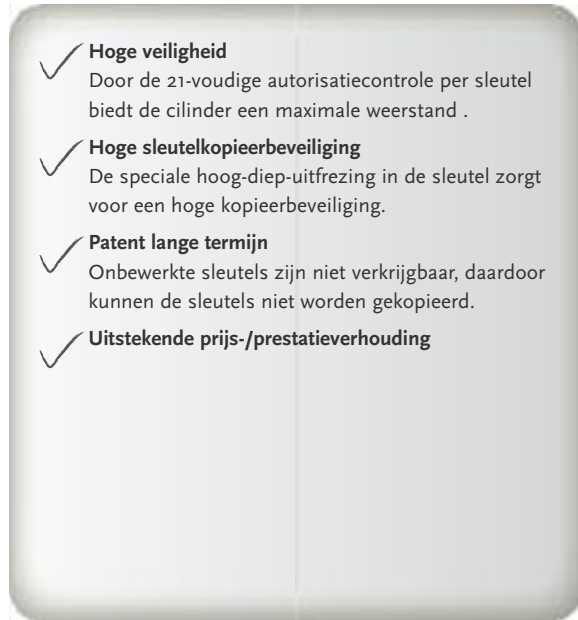 Hoge veiligheid
Door de 21-voudige autorisatiecontrole per sleutel
biedt de cilinder een maximale weerstand .
Hoge sleutelkopieerbeveiliging
De speciale hoog-diep-uitfrezing in de sleutel zorgt
voor een hoge kopieerbeveiliging.
Patent lange termijn
Onbewerkte sleutels zijn niet verkrijgbaar, daardoor
kunnen de sleutels niet worden gekopieerd.
Uitstekende prijs-/prestatieverhouding